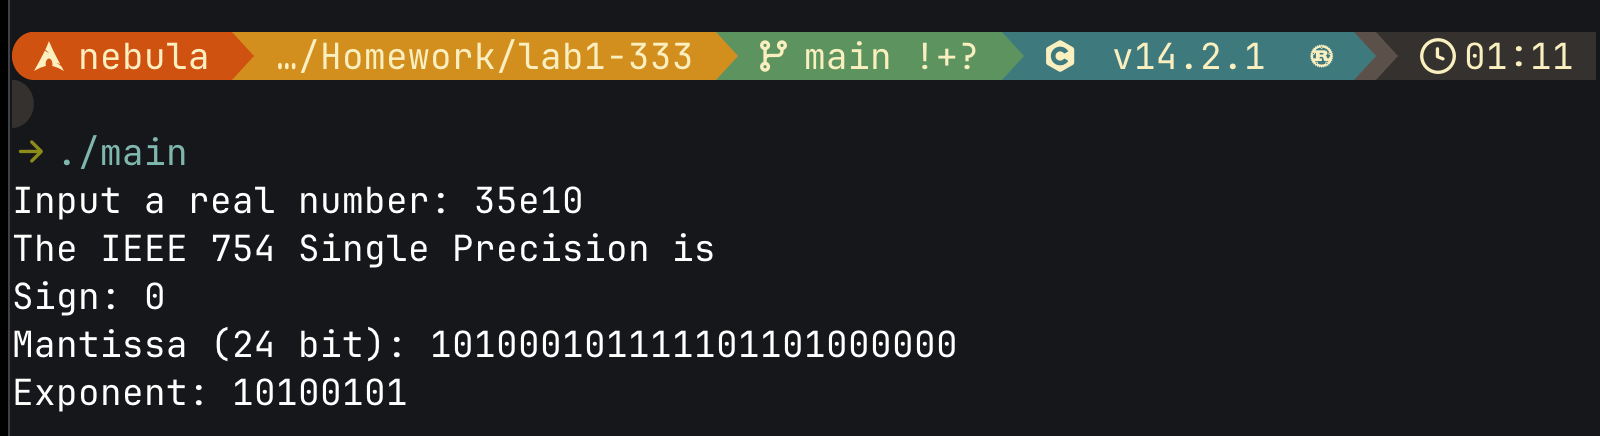 nebula …/Homework/lab1-333 main !+? C v14.2.1 R 01:11
→ ./main
Input a real number: 35e10
The IEEE 754 Single Precision is
Sign: 0
Mantissa (24 bit): 101000101111101101000000
Exponent: 10100101